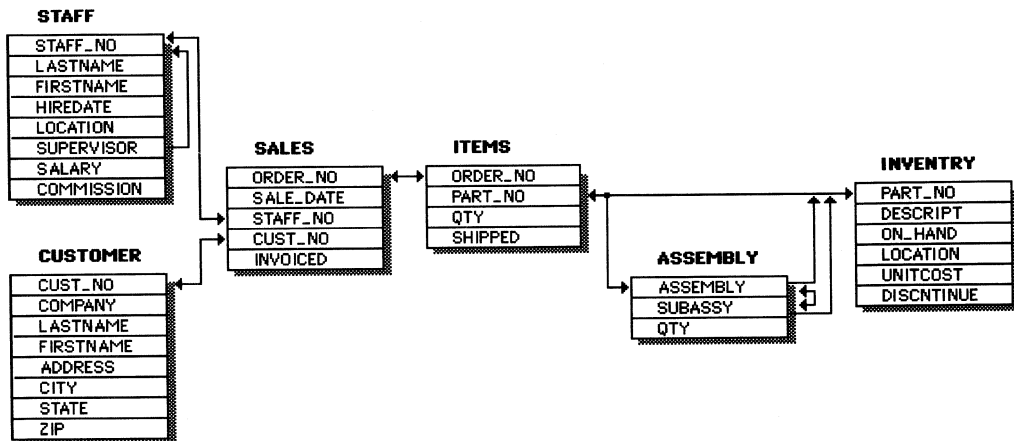 STAFF
STAFF_NO
LASTNAME
FIRSTNAME
HIREDATE
LOCATION
SUPERVISOR
SALARY
COMMISSION
CUSTOMER
CUST_NO
COMPANY
LASTNAME
FIRSTNAME
ADDRESS
CITY
STATE
ZIP
SALES
ORDER_NO
SALE_DATE
STAFF_NO
CUST_NO
INVOICED
ITEMS
ORDER_NO
PART_NO
QTY
SHIPPED
ASSEMBLY
ASSEMBLY
SUBASSY
QTY
INVENTRY
PART_NO
DESCRIPT
ON_HAND
LOCATION
UNITCOST
DISCNTINUE